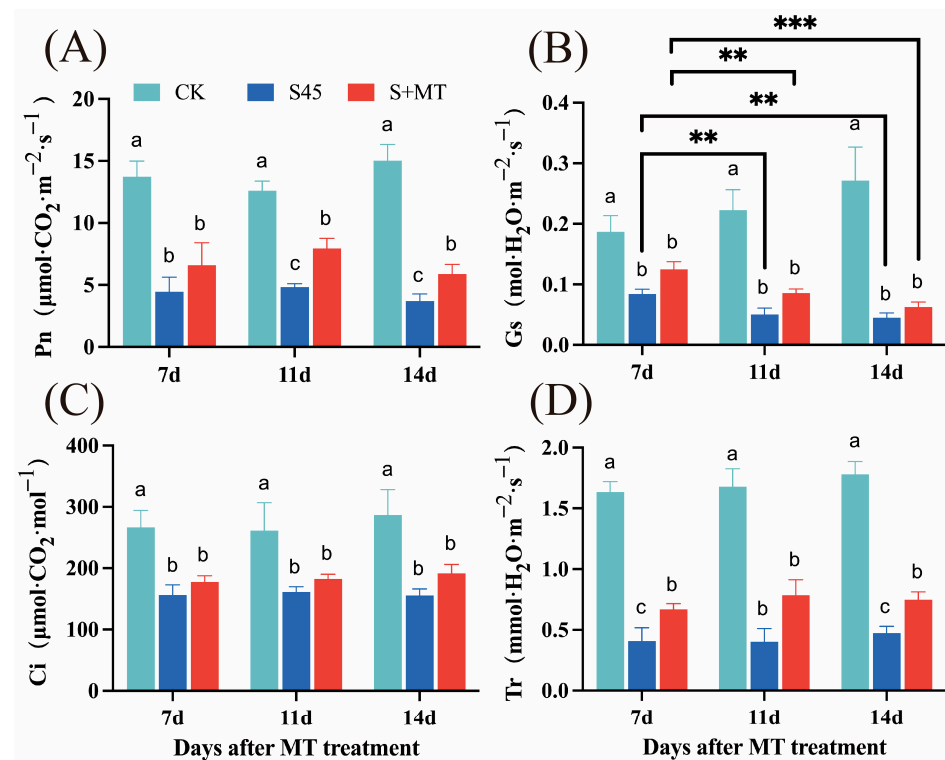 (A)
CK S45 S+MT
Pn (μmol·CO₂·m⁻²·s⁻¹)
20
15
10
5
0
a b b
a c b
a c b
7d 11d 14d
(B)
***
**
**
**
Gs (mol·H₂O·m⁻²·s⁻¹)
0.4
0.3
0.2
0.1
0.0
a b b
a b b
a b b
7d 11d 14d
(C)
Ci (μmol·CO₂·mol⁻¹)
400
300
200
100
0
a b b
a b b
a b b
7d 11d 14d
Days after MT treatment
(D)
Tr (mmol·H₂O·m⁻²·s⁻¹)
2.0
1.5
1.0
0.5
0.0
a c b
a b b
a c b
7d 11d 14d
Days after MT treatment